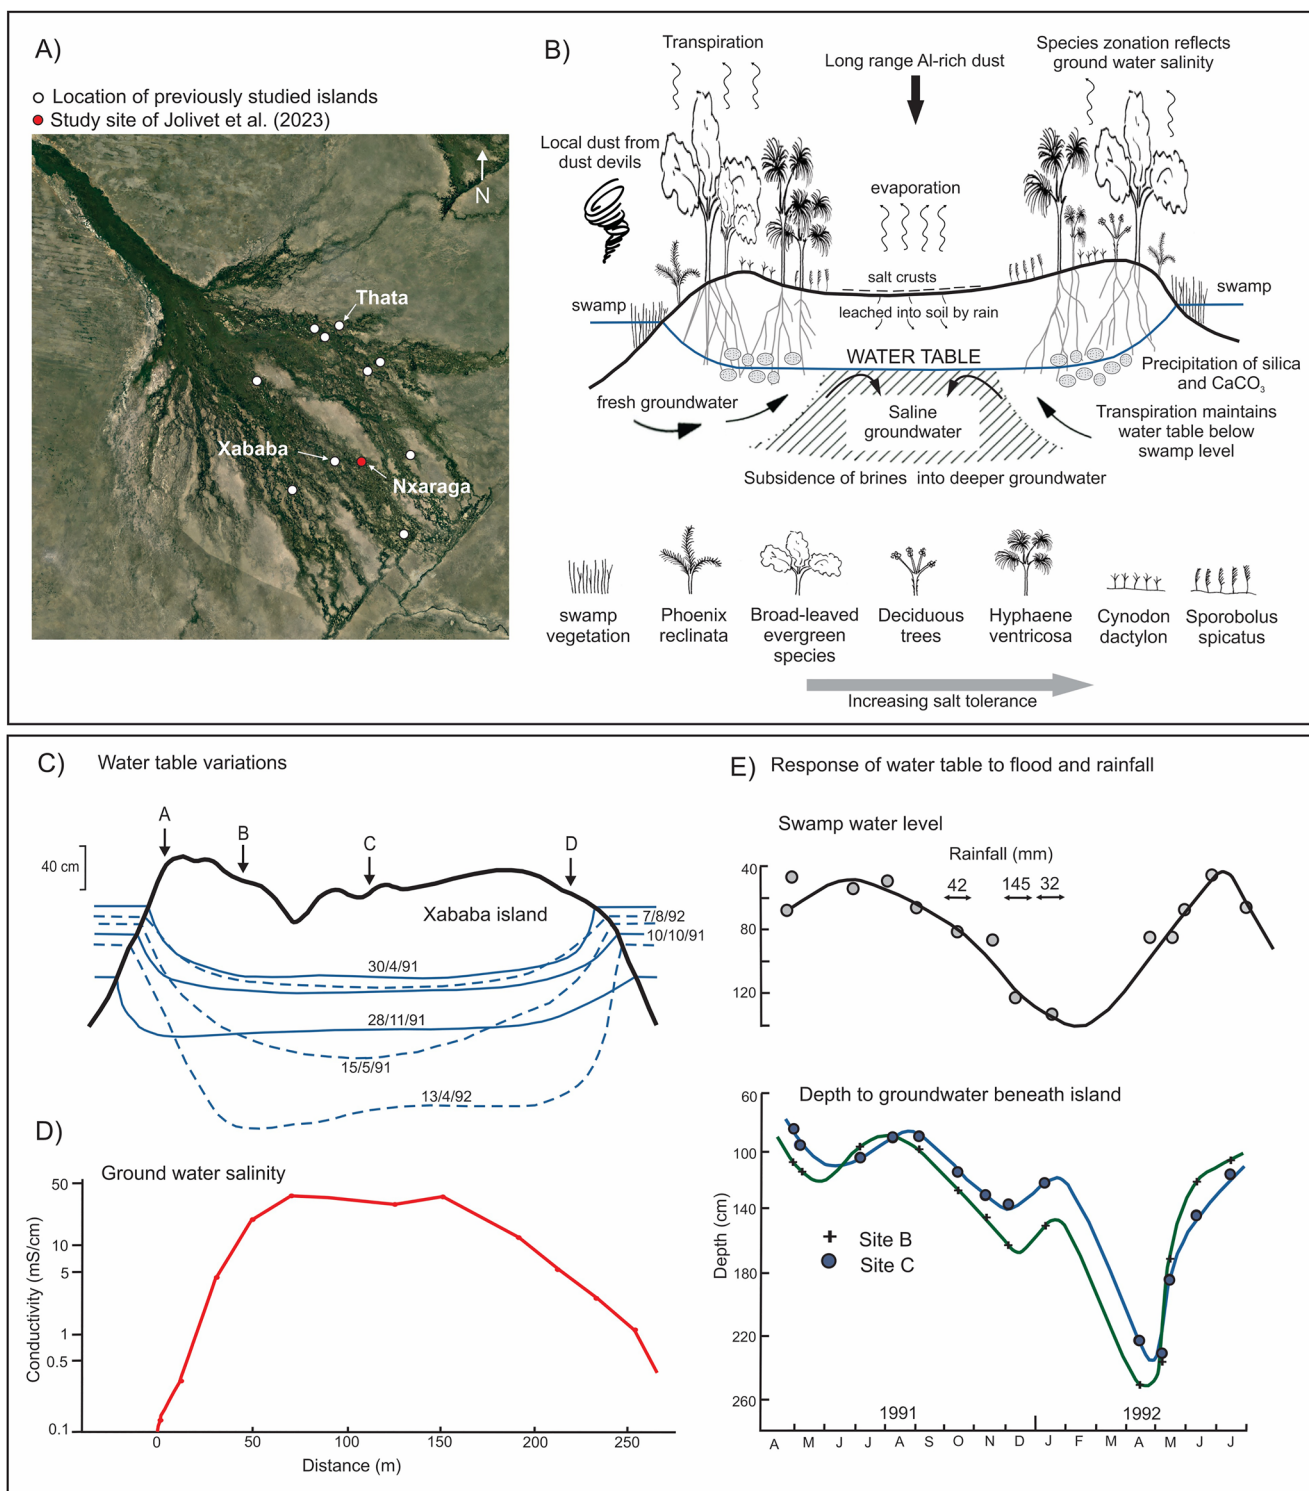 A)
Location of previously studied islands
Study site of Jolivet et al. (2023)
N
Thata
Xababa
Nxaraga
B)
Transpiration
Long range Al-rich dust
Species zonation reflects
ground water salinity
Local dust from
dust devils
evaporation
salt crusts
leached into soil by rain
swamp
swamp
WATER TABLE
Precipitation of silica
and CaCO₃
fresh groundwater
Saline
groundwater
Transpiration maintains
water table below
swamp level
Subsidence of brines into deeper groundwater
swamp
vegetation
Phoenix
reclinata
Broad-leaved
evergreen
species
Deciduous
trees
Hyphaene
ventricosa
Cynodon
dactylon
Sporobolus
spicatus
Increasing salt tolerance
C)
Water table variations
A
B
C
D
40 cm
Xababa island
7/8/92
10/10/91
30/4/91
28/11/91
15/5/91
13/4/92
D)
Ground water salinity
50
10
5
1
0.5
0.1
Conductivity (mS/cm)
0 50 100 150 200 250
Distance (m)
E)
Response of water table to flood and rainfall
Swamp water level
Rainfall (mm)
42 145 32
40
80
120
Depth to groundwater beneath island
60
100
140
180
220
260
Depth (cm)
Site B
Site C
1991 1992
A M J J A S O N D J F M A M J J